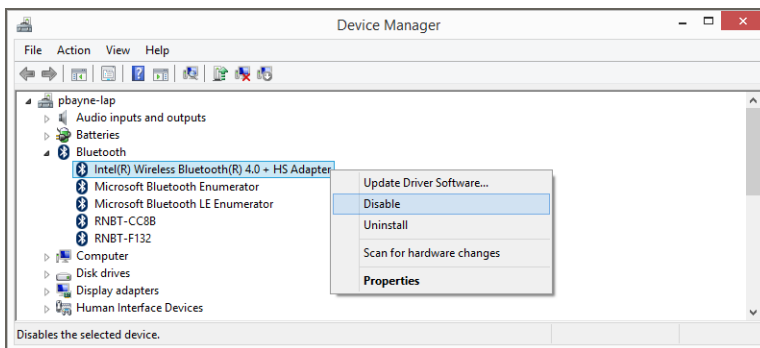 Device Manager
File Action View Help
pbayne-lap
Audio inputs and outputs
Batteries
Bluetooth
Intel(R) Wireless Bluetooth(R) 4.0 + HS Adapter
Update Driver Software...
Microsoft Bluetooth Enumerator
Disable
Microsoft Bluetooth LE Enumerator
Uninstall
RNBT-CC8B
RNBT-F132
Scan for hardware changes
Computer
Disk drives
Properties
Display adapters
Human Interface Devices
Disables the selected device.